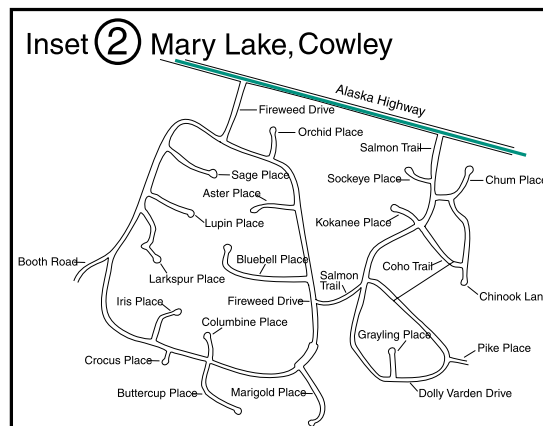 Inset 2 Mary Lake, Cowley
Alaska Highway
Fireweed Drive
Orchid Place
Salmon Trail
Sage Place
Sockeye Place
Chum Place
Aster Place
Lupin Place
Kokanee Place
Booth Road
Bluebell Place
Coho Trail
Larkspur Place
Salmon
Trail
Chinook Lan
Iris Place
Fireweed Drive
Columbine Place
Grayling Place
Pike Place
Crocus Place
Buttercup Place
Marigold Place
Dolly Varden Drive